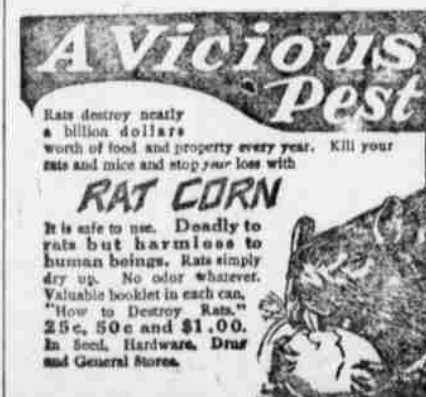 A Vicious
Pest
Rats destroy nearly
a billion dollars
worth of food and property every year. Kill your
rats and mice and stop your loss with
RAT CORN
It is safe to use. Deadly to
rats but harmless to
human beings. Rats simply
dry up. No odor whatever.
Valuable booklet in each can,
"How to Destroy Rats."
25c, 50c and $1.00.
In Seed, Hardware, Drug
and General Stores.